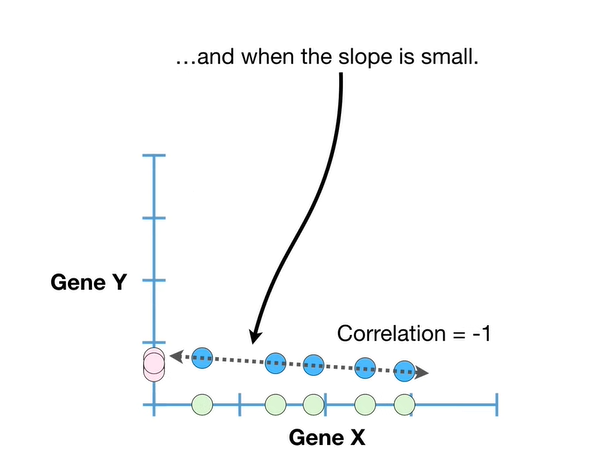 …and when the slope is small.
Gene Y
Correlation = -1
Gene X